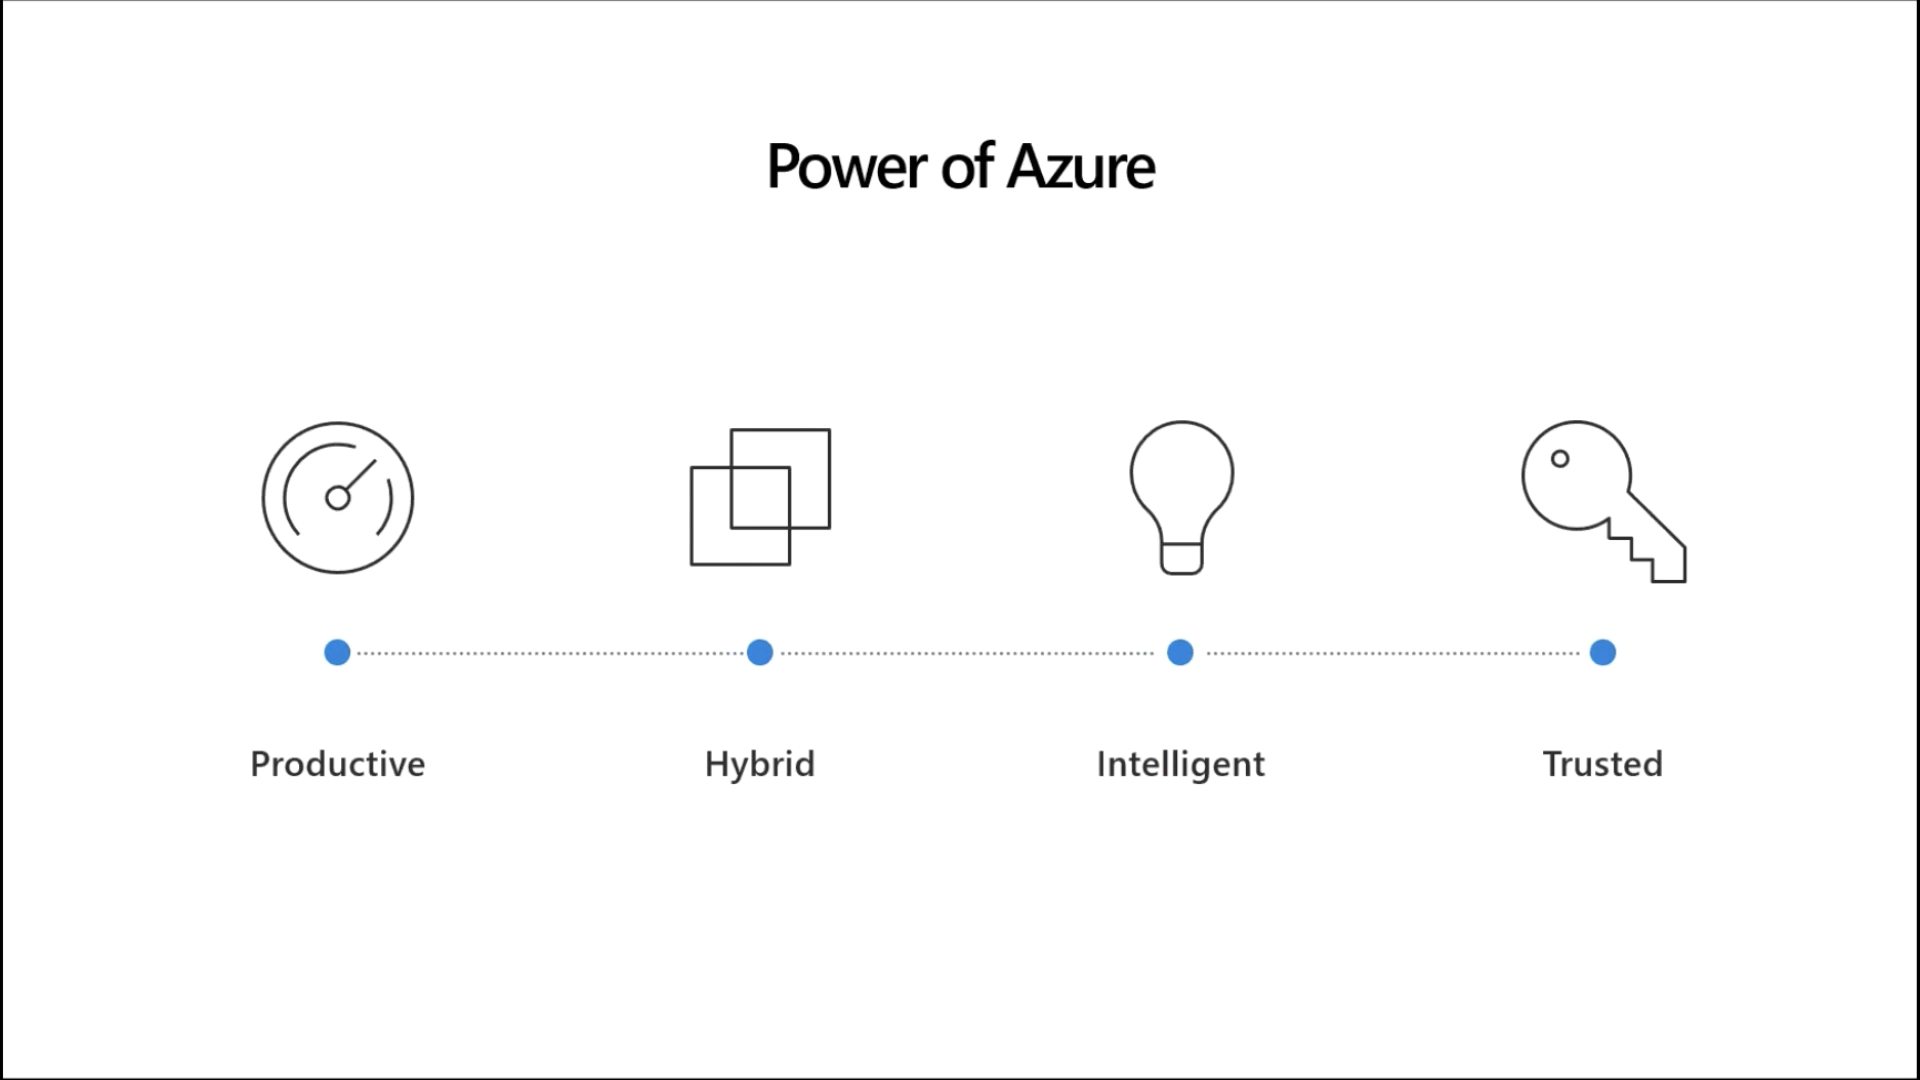 Power of Azure
Productive
Hybrid
Intelligent
Trusted